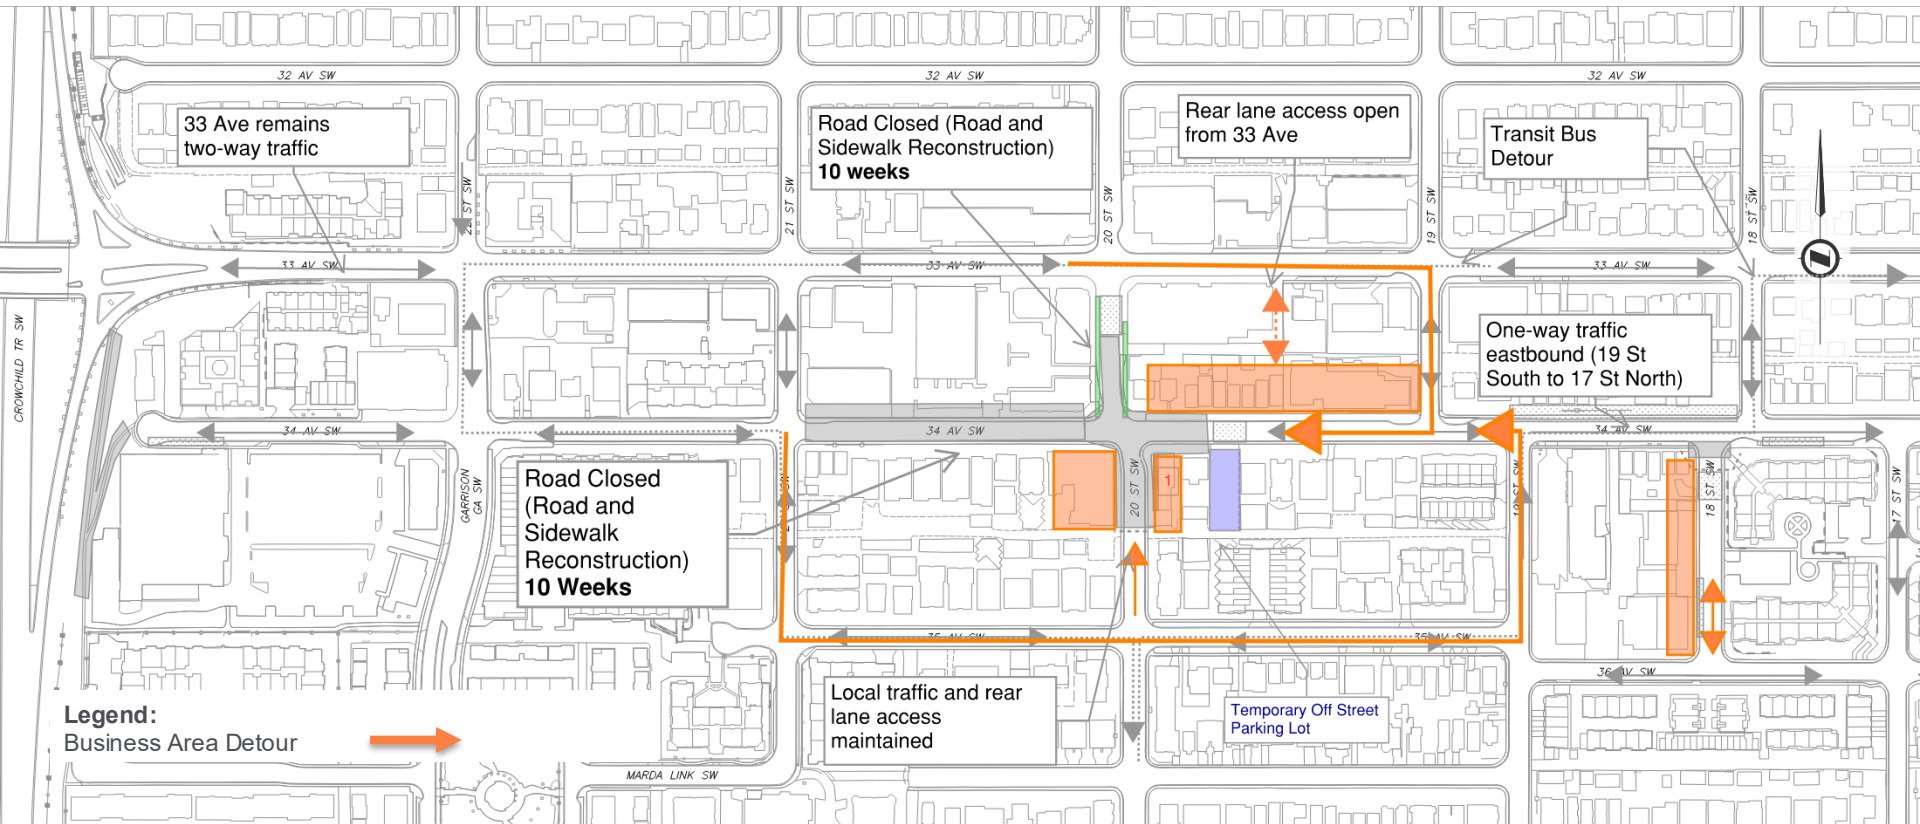 32 AV SW
32 AV SW
32 AV SW
33 Ave remains
two-way traffic
Road Closed (Road and
Sidewalk Reconstruction)
10 weeks
Rear lane access open
from 33 Ave
Transit Bus
Detour
22 ST SW
21 ST SW
20 ST SW
19 ST SW
18 ST SW
33 AV SW
33 AV SW
33 AV SW
CROWCHILD TR SW
One-way traffic
eastbound (19 St
South to 17 St North)
34 AV SW
34 AV SW
34 AV SW
GARRISON
GA SW
Road Closed
(Road and
Sidewalk
Reconstruction)
10 Weeks
20 ST SW
1
19 ST SW
18 ST SW
17 ST SW
35 AV SW
35 AV SW
36 AV SW
Local traffic and rear
lane access
maintained
Temporary Off Street
Parking Lot
Legend:
Business Area Detour
MARDA LINK SW